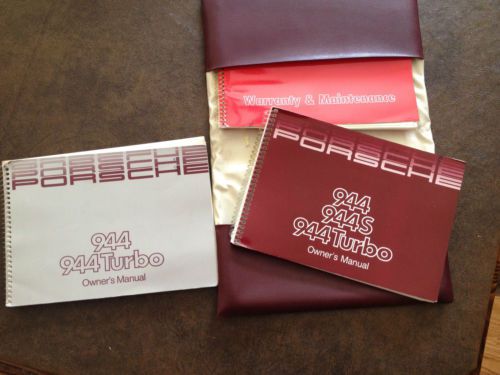 Warranty & Maintenance
PORSCHE
944
944 Turbo
Owner's Manual
PORSCHE
944
944S
944 Turbo
Owner's Manual